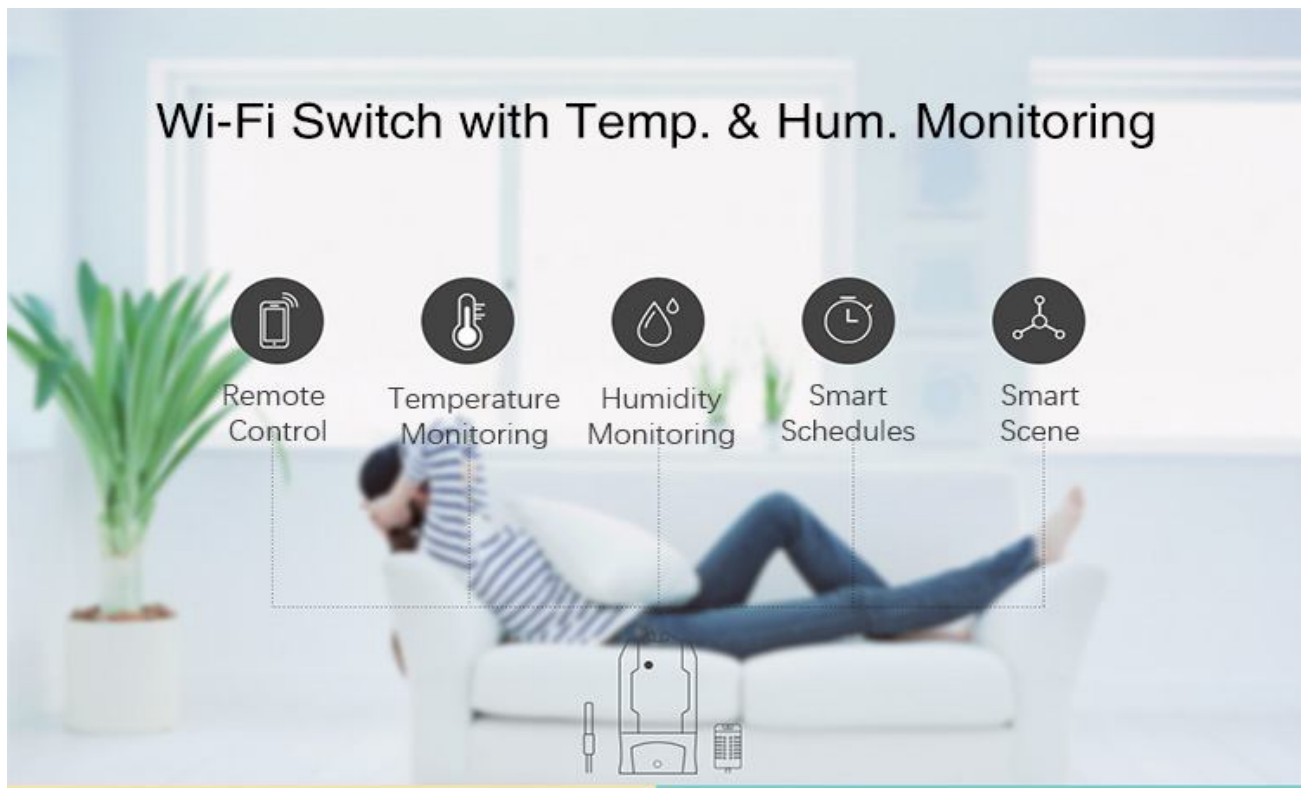 Wi-Fi Switch with Temp. & Hum. Monitoring
Remote
Control
Temperature
Monitoring
Humidity
Monitoring
Smart
Schedules
Smart
Scene